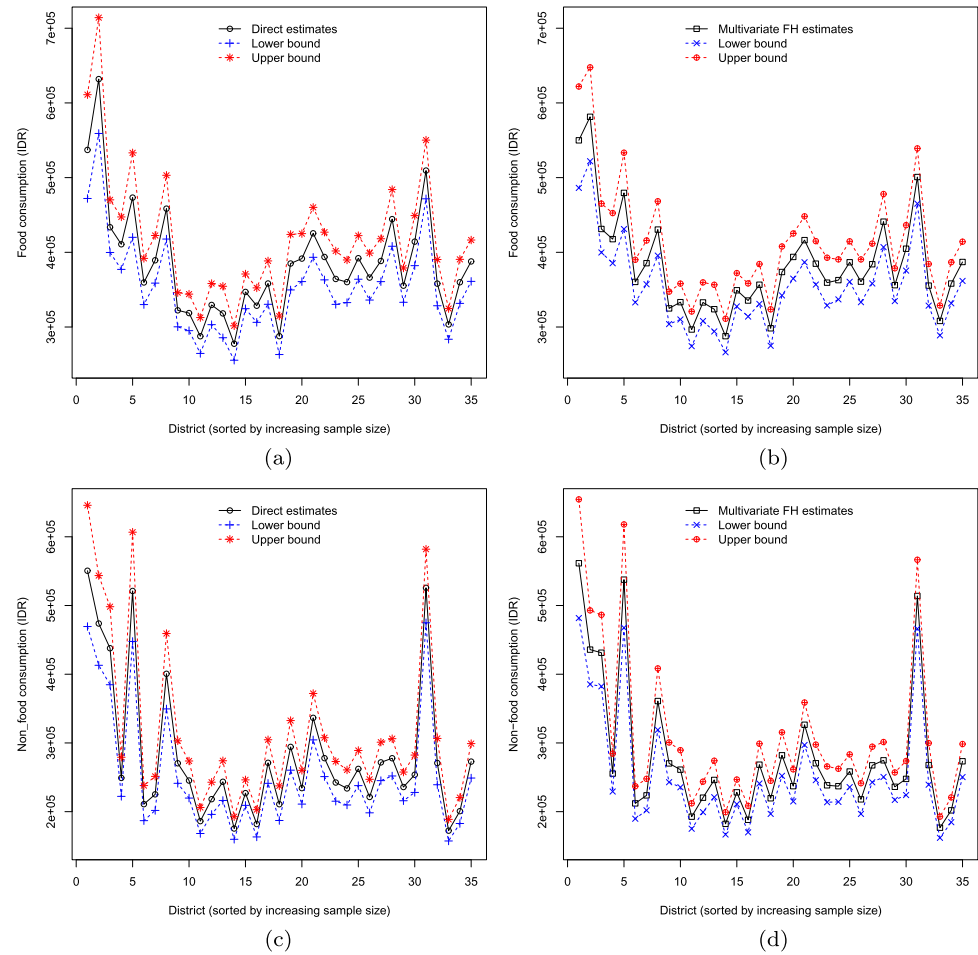 Direct estimates
Lower bound
Upper bound
Food consumption (IDR)
7e+05
6e+05
5e+05
4e+05
3e+05
0 5 10 15 20 25 30 35
District (sorted by increasing sample size)
(a)
Multivariate FH estimates
Lower bound
Upper bound
Food consumption (IDR)
7e+05
6e+05
5e+05
4e+05
3e+05
0 5 10 15 20 25 30 35
District (sorted by increasing sample size)
(b)
Direct estimates
Lower bound
Upper bound
Non_food consumption (IDR)
6e+05
5e+05
4e+05
3e+05
2e+05
0 5 10 15 20 25 30 35
District (sorted by increasing sample size)
(c)
Multivariate FH estimates
Lower bound
Upper bound
Non−food consumption (IDR)
6e+05
5e+05
4e+05
3e+05
2e+05
0 5 10 15 20 25 30 35
District (sorted by increasing sample size)
(d)